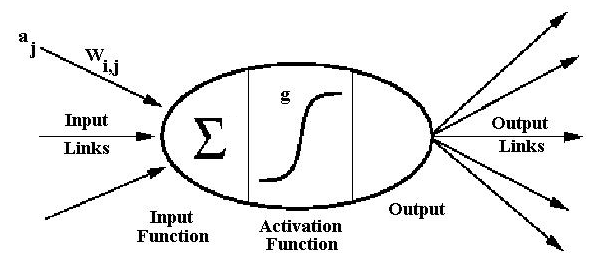 a j
W i,j
Input
Links
Σ
g
Output
Links
Input
Function
Activation
Function
Output